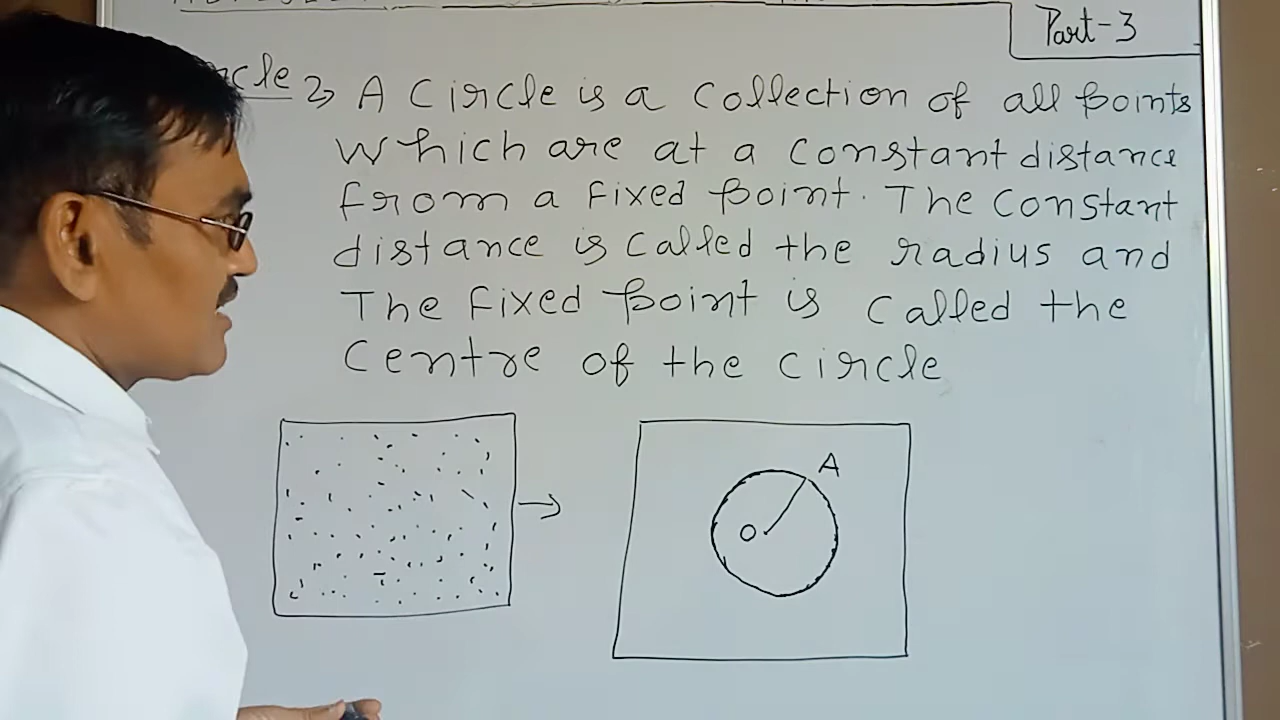 Part-3
A Circle is a Collection of all points
Which are at a Constant distance
From a Fixed point. The Constant
distance is Called the radius and
The Fixed point is Called the
Centre of the Circle
A
O